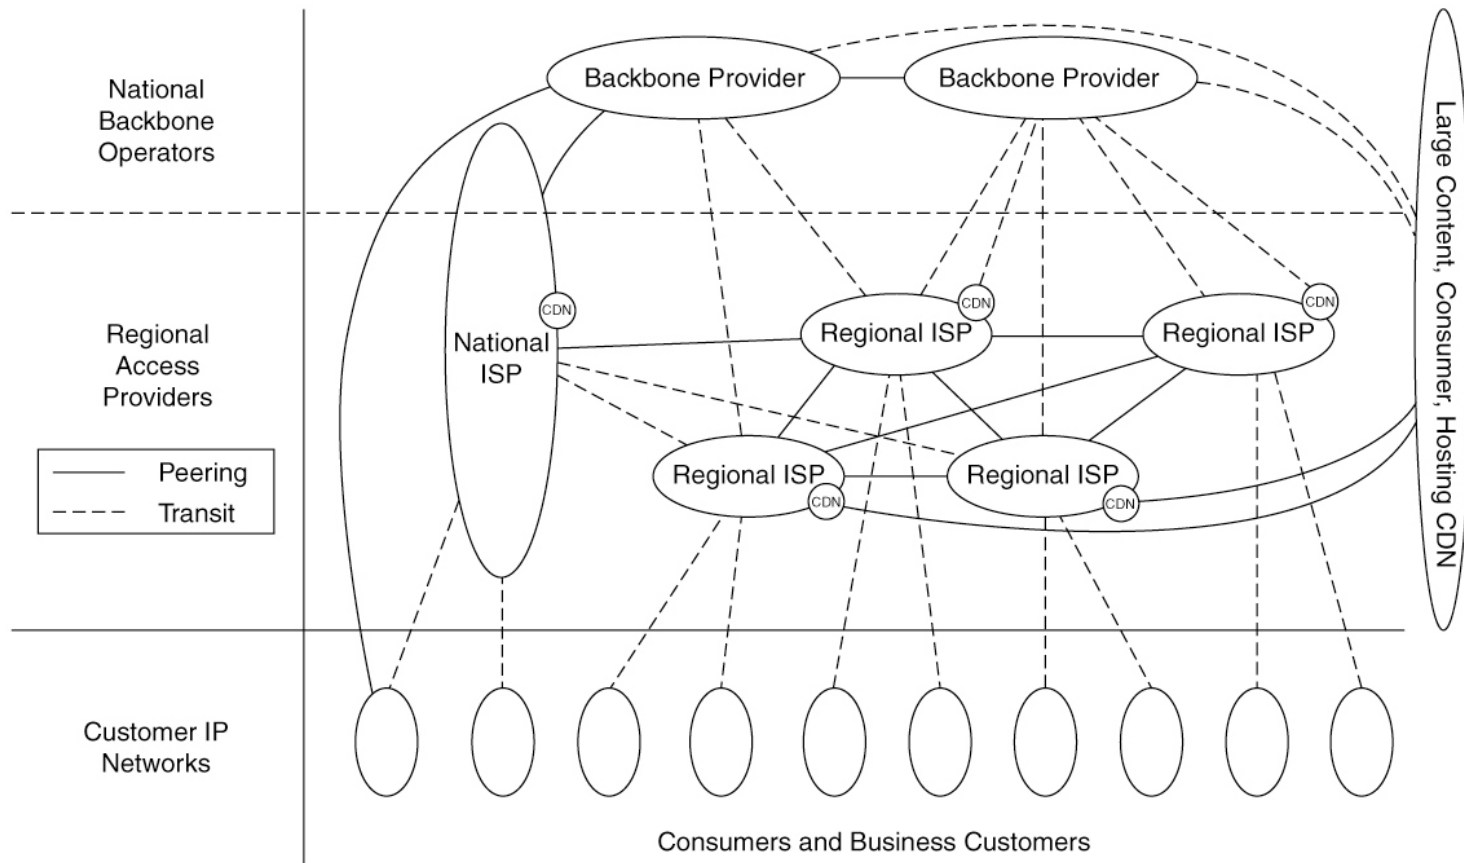 National
Backbone
Operators
Backbone Provider
Backbone Provider
Large Content, Consumer, Hosting CDN
Regional
Access
Providers
CDN
National
ISP
Regional ISP
CDN
Regional ISP
CDN
Regional ISP
CDN
Regional ISP
CDN
Peering
Transit
Customer IP
Networks
Consumers and Business Customers